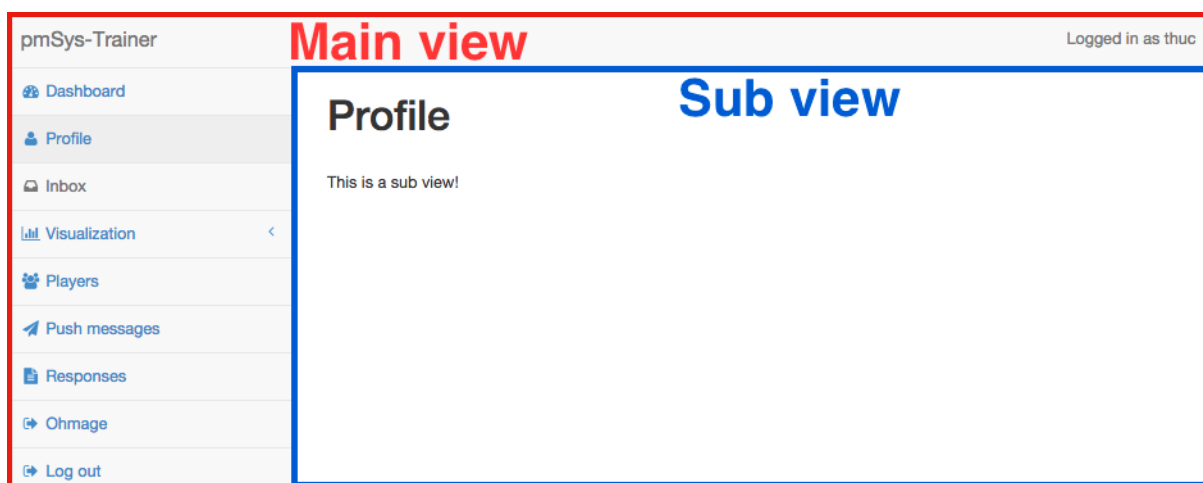 pmSys-Trainer
Main view
Logged in as thuc
Dashboard
Profile
Inbox
Visualization
Players
Push messages
Responses
Ohmage
Log out
Sub view
Profile
This is a sub view!